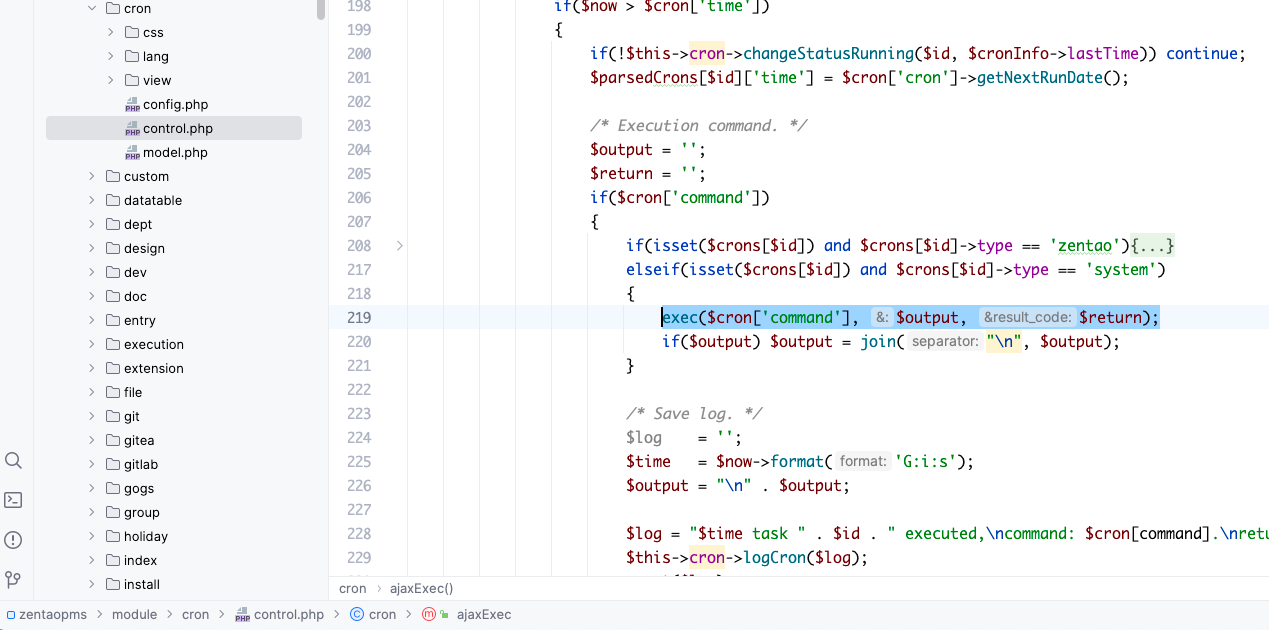 cron
css
lang
view
config.php
control.php
model.php
custom
datatable
dept
design
dev
doc
entry
execution
extension
file
git
gitea
gitlab
gogs
group
holiday
index
install
198 if($now > $cron['time'])
199 {
200 if(!$this->cron->changeStatusRunning($id, $cronInfo->lastTime)) continue;
201 $parsedCrons[$id]['time'] = $cron['cron']->getNextRunDate();
202
203 /* Execution command. */
204 $output = '';
205 $return = '';
206 if($cron['command'])
207 {
208 if(isset($crons[$id]) and $crons[$id]->type == 'zentao'){...}
217 elseif(isset($crons[$id]) and $crons[$id]->type == 'system')
218 {
219 exec($cron['command'], &: $output, &result_code: $return);
220 if($output) $output = join( separator: "\n", $output);
221 }
222
223 /* Save log. */
224 $log = '';
225 $time = $now->format( format: 'G:i:s');
226 $output = "\n" . $output;
227
228 $log = "$time task " . $id . " executed,\ncommand: $cron[command].\nretu
229 $this->cron->logCron($log);
cron > ajaxExec()
zentaopms > module > cron > control.php > cron > ajaxExec